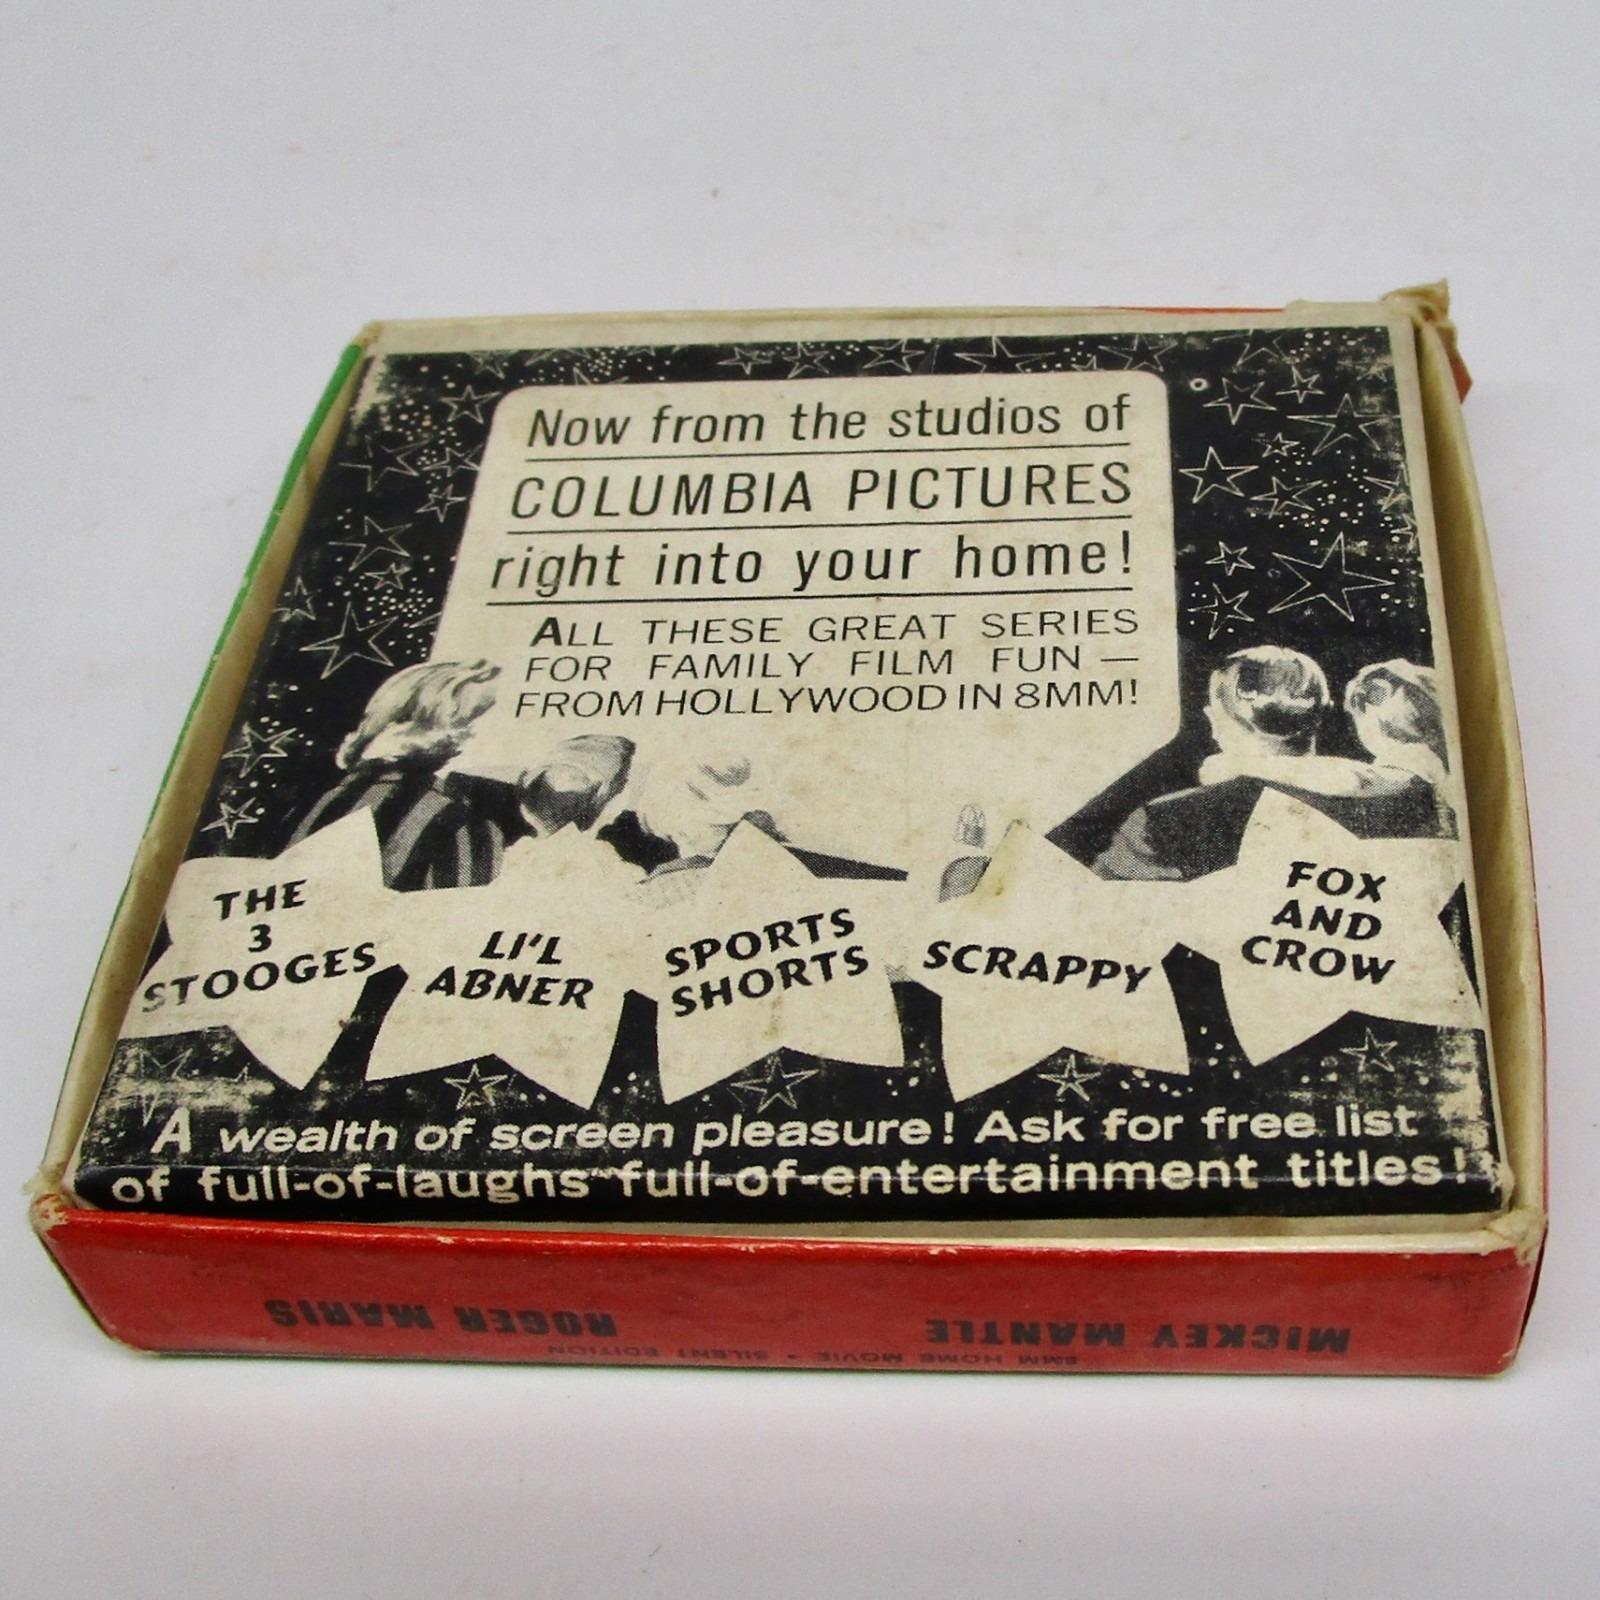 Now from the studios of
COLUMBIA PICTURES
right into your home!
ALL THESE GREAT SERIES
FOR FAMILY FILM FUN —
FROM HOLLYWOOD IN 8MM!
THE
3
STOOGES
LI'L
ABNER
SPORTS
SHORTS
SCRAPPY
FOX
AND
CROW
A wealth of screen pleasure! Ask for free list
of full-of-laughs—full-of-entertainment titles!
MICKEY MANTLE ROGER MARIS
8MM HOME MOVIE • SILENT EDITION